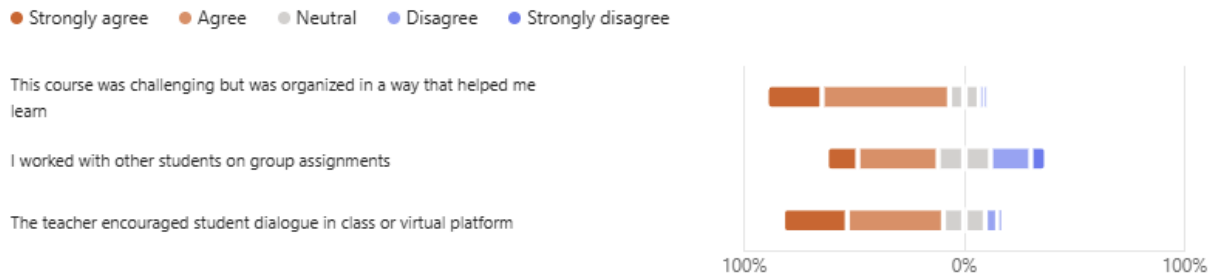 Strongly agree Agree Neutral Disagree Strongly disagree
This course was challenging but was organized in a way that helped me
learn
I worked with other students on group assignments
The teacher encouraged student dialogue in class or virtual platform
100% 0% 100%